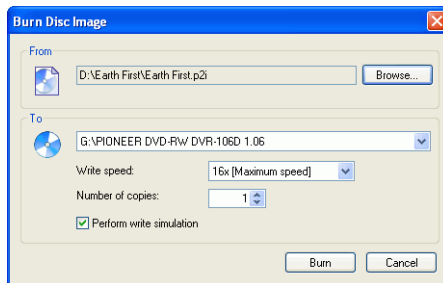 Burn Disc Image
From
D:\Earth First\Earth First.p2i
Browse...
To
G:\PIONEER DVD-RW DVR-106D 1.06
Write speed: 16x [Maximum speed]
Number of copies: 1
Perform write simulation
Burn Cancel